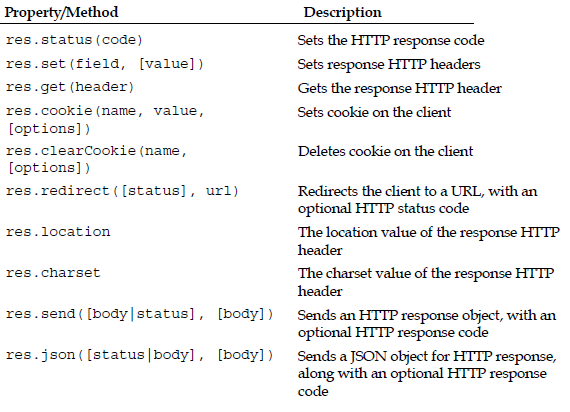 Property/Method Description
res.status(code) Sets the HTTP response code
res.set(field, [value]) Sets response HTTP headers
res.get(header) Gets the response HTTP header
res.cookie(name, value, Sets cookie on the client
[options])
res.clearCookie(name, Deletes cookie on the client
[options])
res.redirect([status], url) Redirects the client to a URL, with an
optional HTTP status code
res.location The location value of the response HTTP
header
res.charset The charset value of the response HTTP
header
res.send([body|status], [body]) Sends an HTTP response object, with an
optional HTTP response code
res.json([status|body], [body]) Sends a JSON object for HTTP response,
along with an optional HTTP response
code